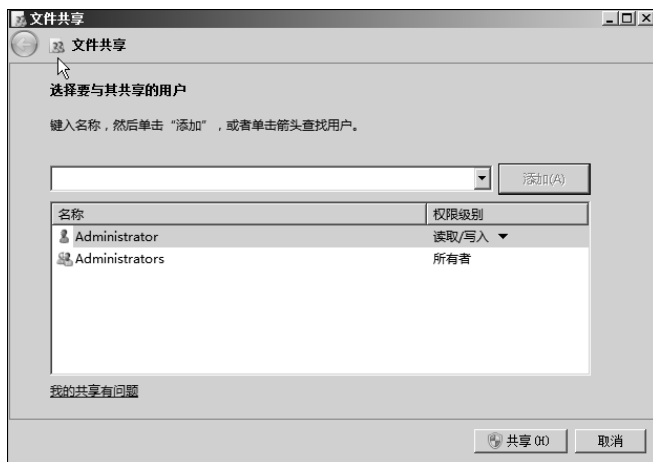 文件共享
文件共享
选择要与其共享的用户
键入名称，然后单击“添加”，或者单击箭头查找用户。
添加(A)
名称 权限级别
Administrator 读取/写入
Administrators 所有者
我的共享有问题
共享(H) 取消